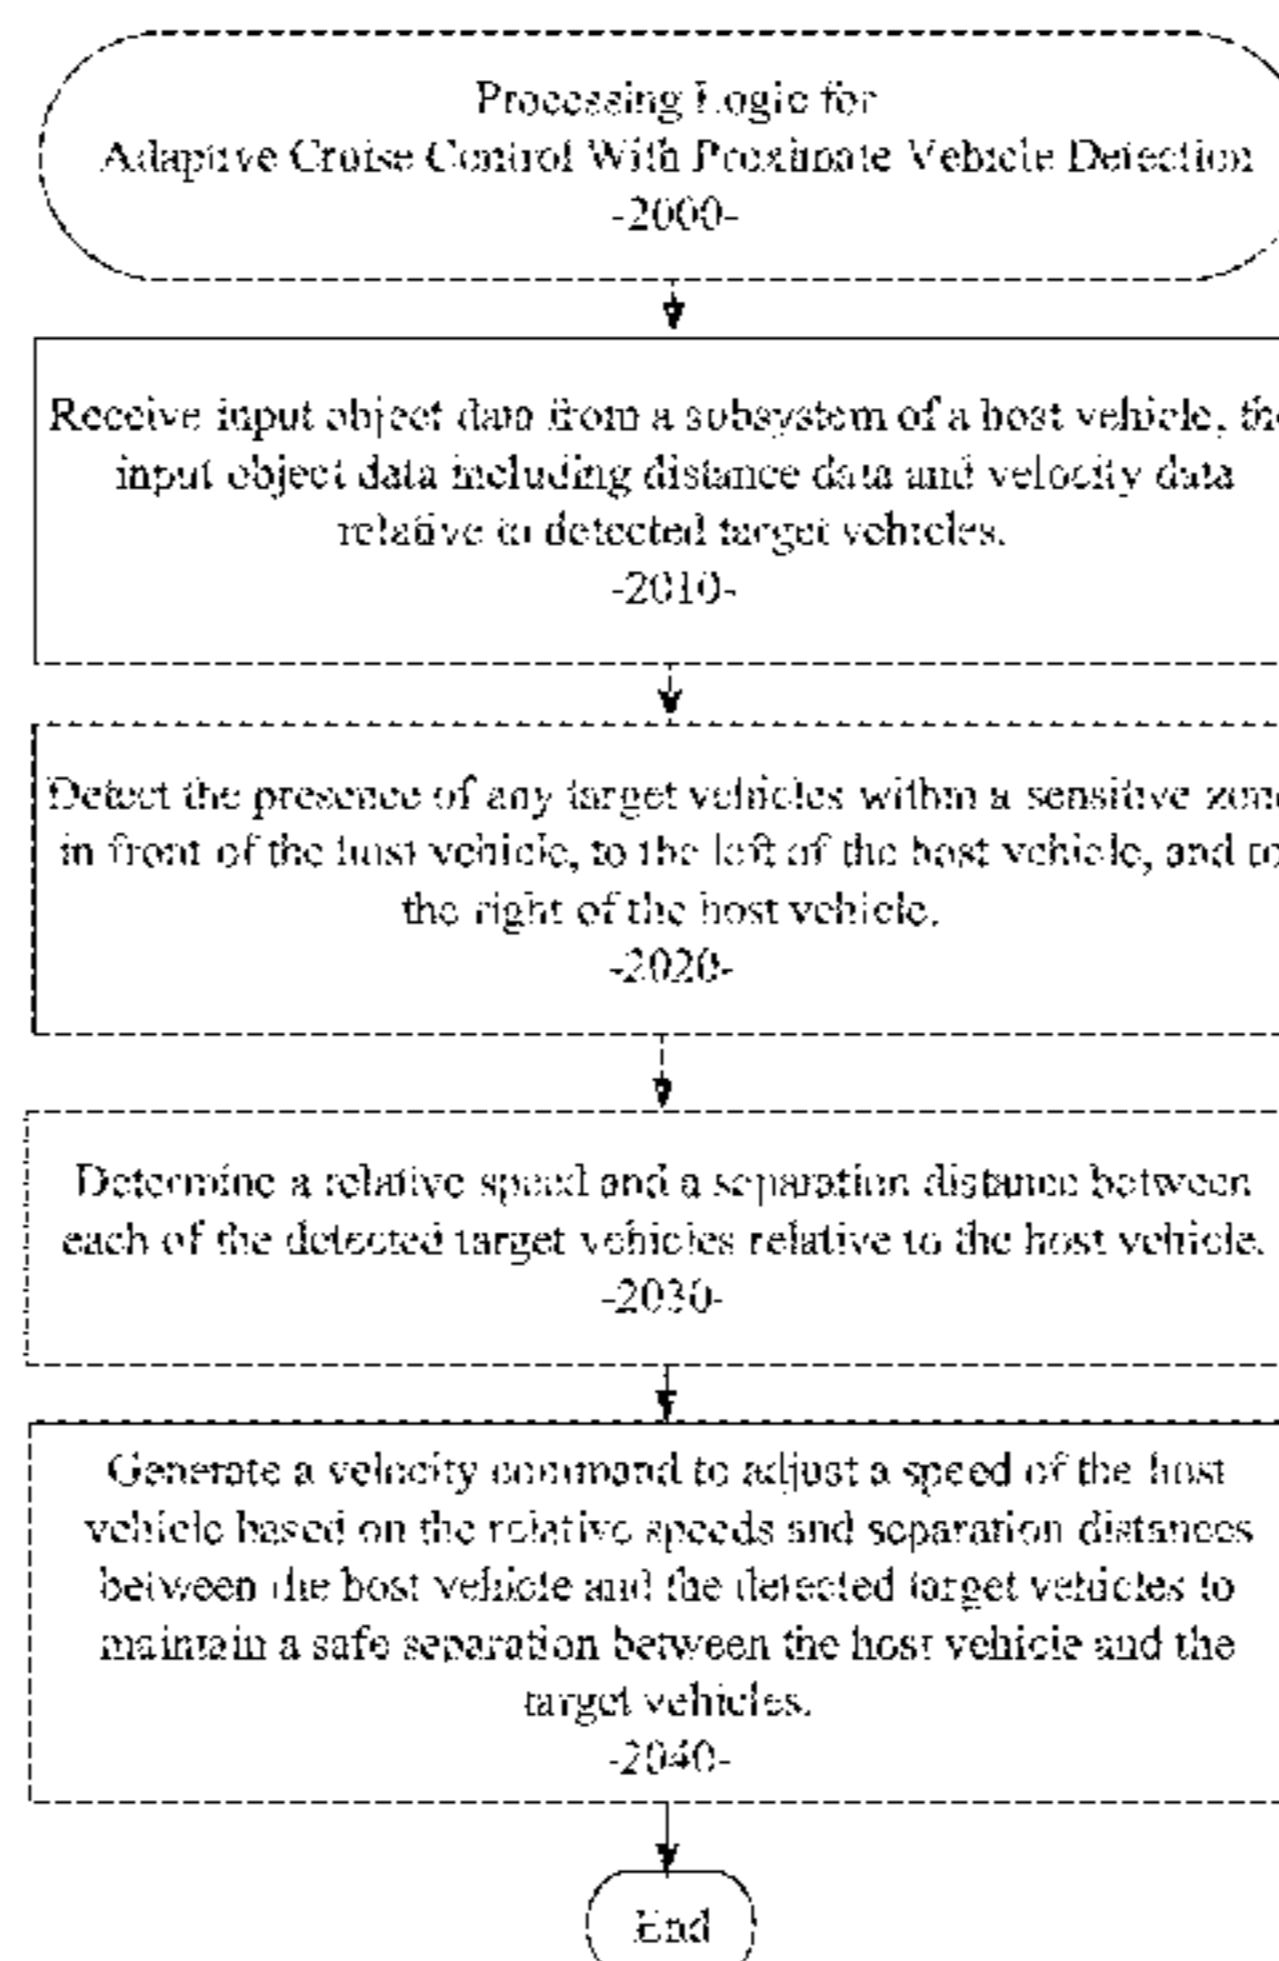 Processing Logic for
Adaptive Cruise Control With Proximate Vehicle Detection
-2000-
Receive input object data from a subsystem of a host vehicle, the
input object data including distance data and velocity data
relative to detected target vehicles.
-2010-
Detect the presence of any target vehicles within a sensitive zone
in front of the host vehicle, to the left of the host vehicle, and to
the right of the host vehicle.
-2020-
Determine a relative speed and a separation distance between
each of the detected target vehicles relative to the host vehicle.
-2030-
Generate a velocity command to adjust a speed of the host
vehicle based on the relative speeds and separation distances
between the host vehicle and the detected target vehicles to
maintain a safe separation between the host vehicle and the
target vehicles.
-2040-
End